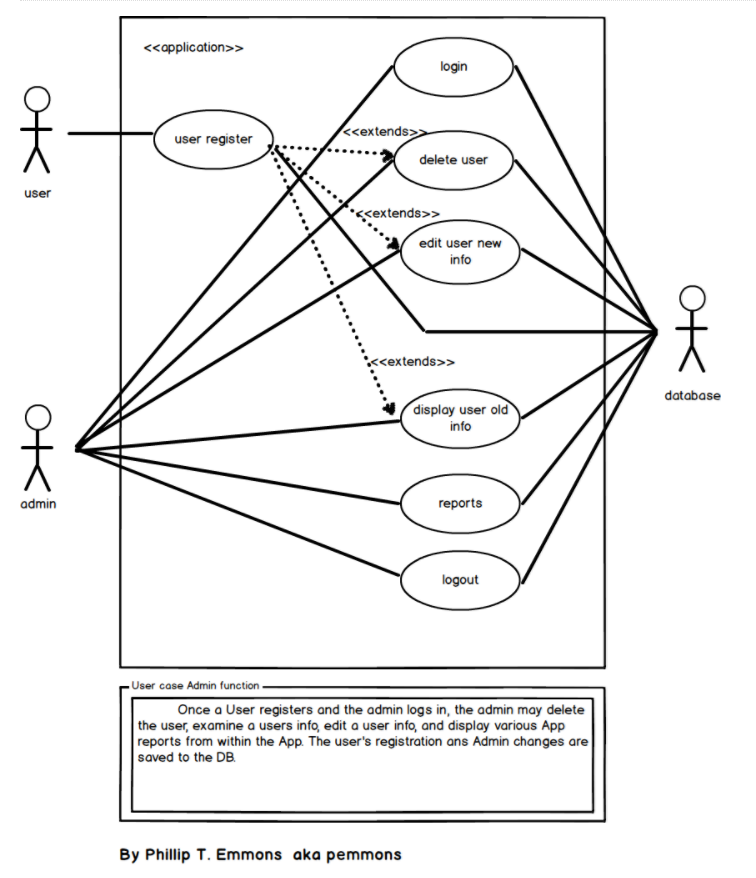 <<application>>
login
user register
<<extends>>
delete user
user
<<extends>>
edit user new
info
<<extends>>
database
display user old
info
admin
reports
logout
User case Admin function
Once a User registers and the admin logs in, the admin may delete
the user, examine a users info, edit a user info, and display various App
reports from within the App. The user's registration ans Admin changes are
saved to the DB.
By Phillip T. Emmons aka pemmons